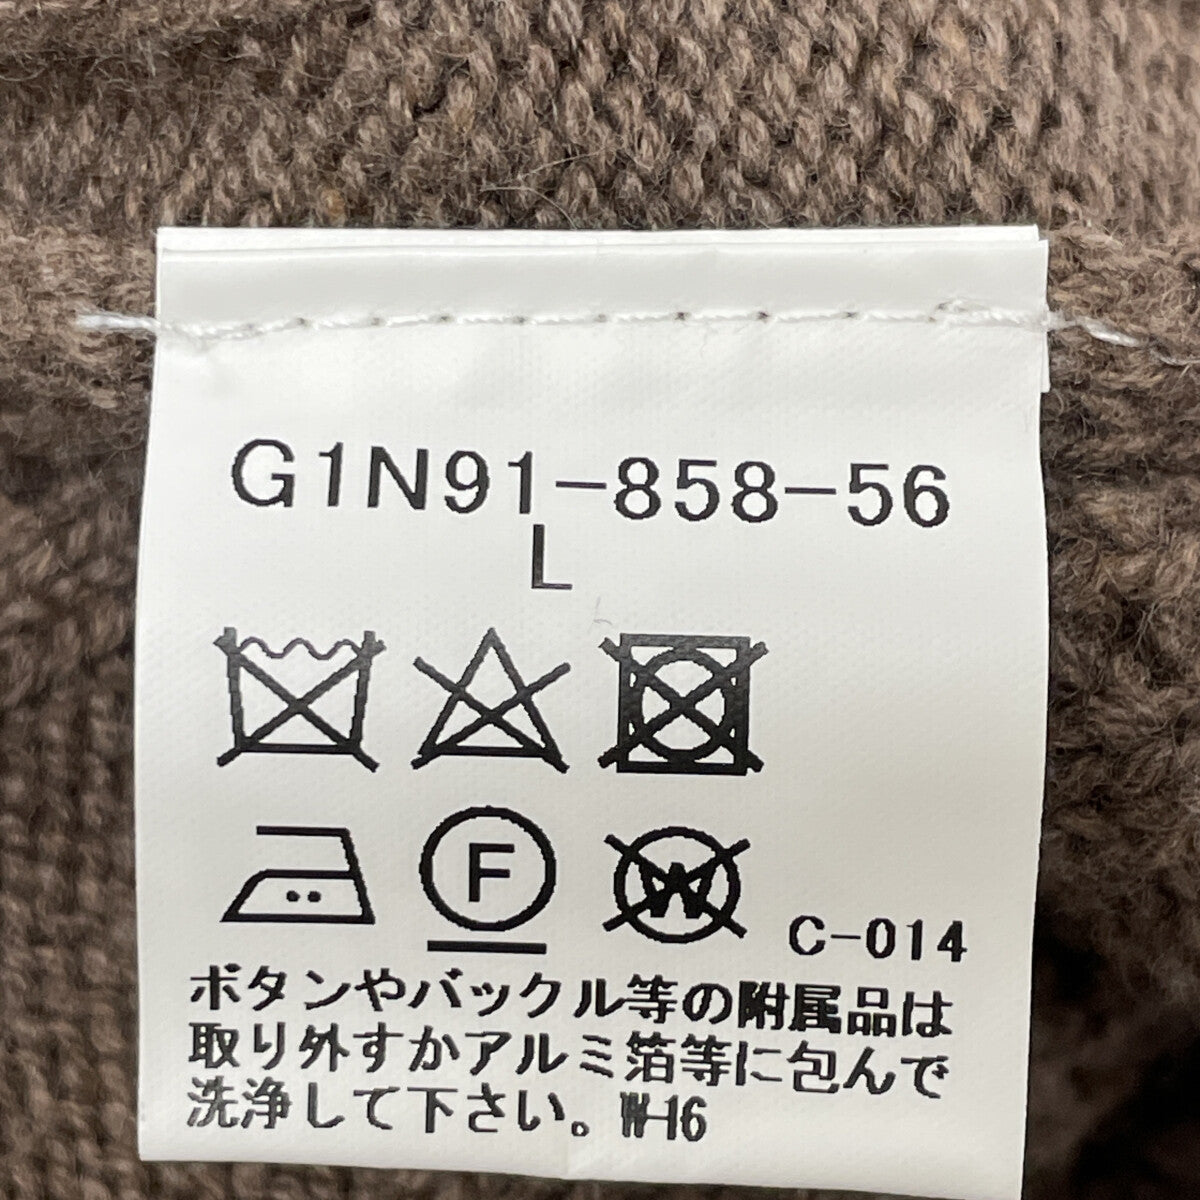 G1N91-858-56
L
F
W
C-014
ボタンやバックル等の附属品は
取り外すかアルミ箔等に包んで
洗浄して下さい。W-16